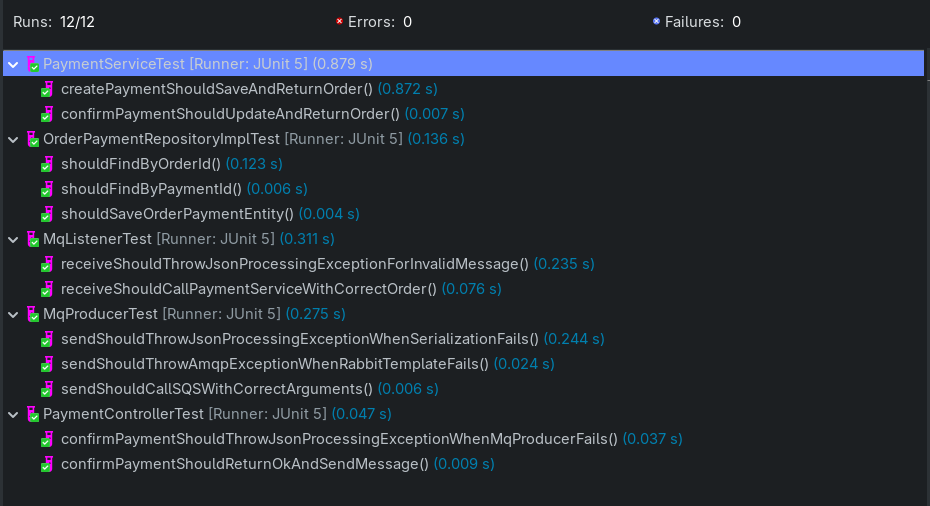 Runs: 12/12 Errors: 0 Failures: 0
PaymentServiceTest [Runner: JUnit 5] (0.879 s)
createPaymentShouldSaveAndReturnOrder() (0.872 s)
confirmPaymentShouldUpdateAndReturnOrder() (0.007 s)
OrderPaymentRepositoryImplTest [Runner: JUnit 5] (0.136 s)
shouldFindByOrderId() (0.123 s)
shouldFindByPaymentId() (0.006 s)
shouldSaveOrderPaymentEntity() (0.004 s)
MqListenerTest [Runner: JUnit 5] (0.311 s)
receiveShouldThrowJsonProcessingExceptionForInvalidMessage() (0.235 s)
receiveShouldCallPaymentServiceWithCorrectOrder() (0.076 s)
MqProducerTest [Runner: JUnit 5] (0.275 s)
sendShouldThrowJsonProcessingExceptionWhenSerializationFails() (0.244 s)
sendShouldThrowAmqpExceptionWhenRabbitTemplateFails() (0.024 s)
sendShouldCallSQSWithCorrectArguments() (0.006 s)
PaymentControllerTest [Runner: JUnit 5] (0.047 s)
confirmPaymentShouldThrowJsonProcessingExceptionWhenMqProducerFails() (0.037 s)
confirmPaymentShouldReturnOkAndSendMessage() (0.009 s)